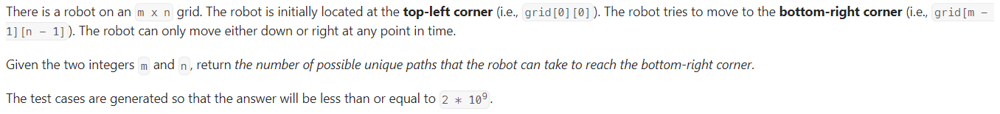 There is a robot on an m x n grid. The robot is initially located at the top-left corner (i.e., grid[0][0]). The robot tries to move to the bottom-right corner (i.e., grid[m -
1][n - 1]). The robot can only move either down or right at any point in time.
Given the two integers m and n, return the number of possible unique paths that the robot can take to reach the bottom-right corner.
The test cases are generated so that the answer will be less than or equal to 2 * 10⁹.